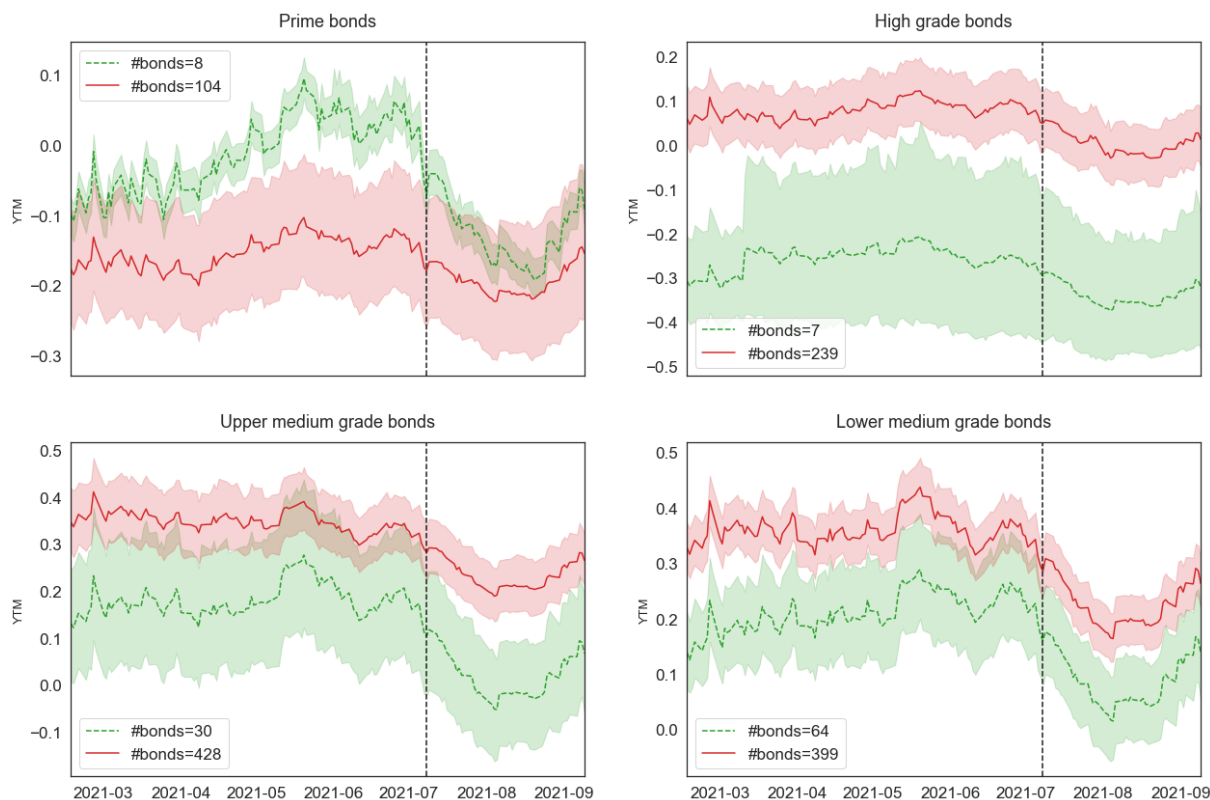 Prime bonds
#bonds=8
#bonds=104
0.1
0.0
−0.1
−0.2
−0.3
YTM
High grade bonds
0.2
0.1
0.0
−0.1
−0.2
−0.3
−0.4
−0.5
YTM
#bonds=7
#bonds=239
Upper medium grade bonds
0.5
0.4
0.3
0.2
0.1
0.0
−0.1
YTM
#bonds=30
#bonds=428
2021-03 2021-04 2021-05 2021-06 2021-07 2021-08 2021-09
Lower medium grade bonds
0.5
0.4
0.3
0.2
0.1
0.0
YTM
#bonds=64
#bonds=399
2021-03 2021-04 2021-05 2021-06 2021-07 2021-08 2021-09